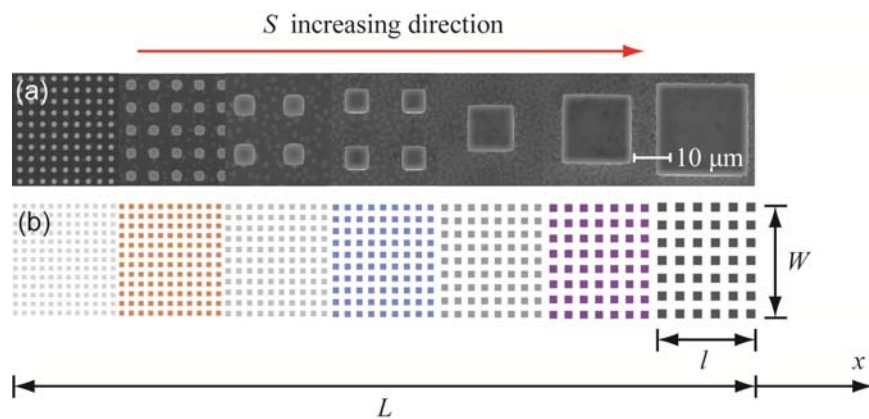 S increasing direction
(a)
10 μm
(b)
W
l
x
L